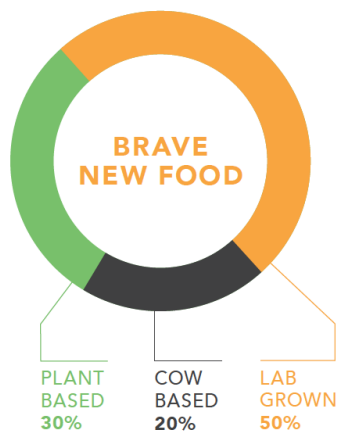 BRAVE
NEW FOOD
PLANT
BASED
30%
COW
BASED
20%
LAB
GROWN
50%